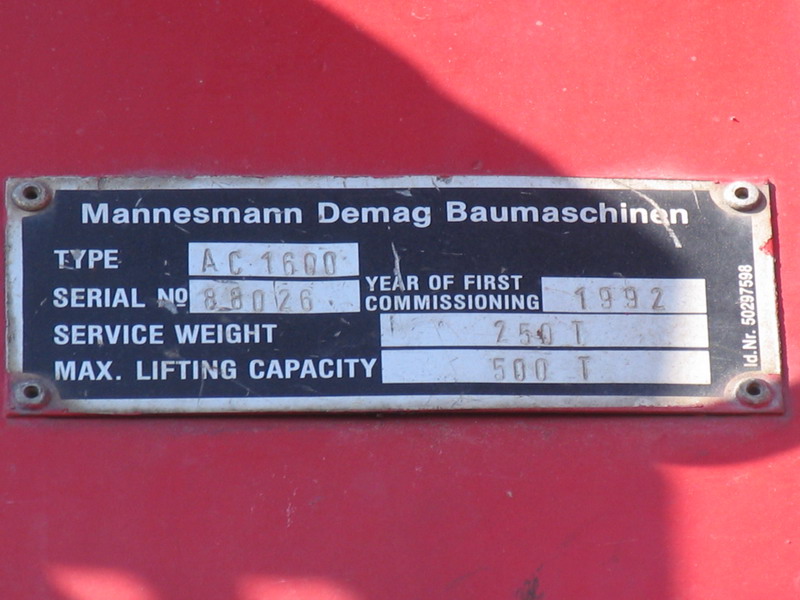 Mannesmann Demag Baumaschinen
TYPE AC 1600
SERIAL No 88026 YEAR OF FIRST COMMISSIONING 1992
SERVICE WEIGHT 250 T
MAX. LIFTING CAPACITY 500 T
Id.Nr. 50297598